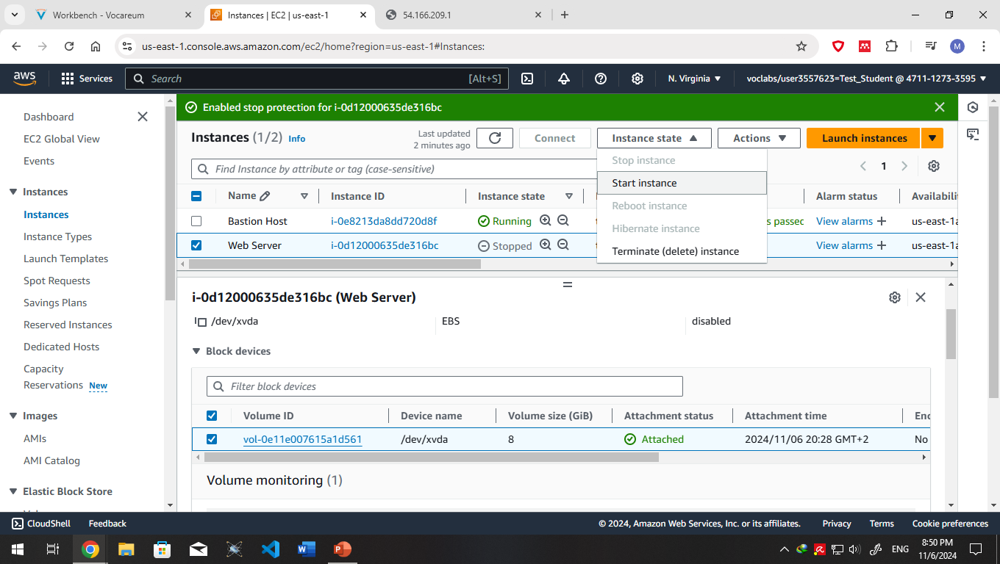 Workbench - Vocareum
Instances | EC2 | us-east-1
54.166.209.1
us-east-1.console.aws.amazon.com/ec2/home?region=us-east-1#Instances:
M
aws
Services
Search
[Alt+S]
N. Virginia
voclabs/user3557623=Test_Student @ 4711-1273-3595
Dashboard
EC2 Global View
Events
Instances
Instances
Instance Types
Launch Templates
Spot Requests
Savings Plans
Reserved Instances
Dedicated Hosts
Capacity
Reservations New
Images
AMIs
AMI Catalog
Elastic Block Store
Enabled stop protection for i-0d12000635de316bc
Instances (1/2) Info
Last updated
2 minutes ago
Connect
Instance state
Actions
Launch instances
Stop instance
Start instance
Reboot instance
Hibernate instance
Terminate (delete) instance
Find Instance by attribute or tag (case-sensitive)
1
Name
Instance ID
Instance state
Alarm status
Availabili
Bastion Host
i-0e8213da8dd720d8f
Running
s passed
View alarms
us-east-1a
Web Server
i-0d12000635de316bc
Stopped
View alarms
us-east-1a
i-0d12000635de316bc (Web Server)
/dev/xvda
EBS
disabled
Block devices
Filter block devices
Volume ID
Device name
Volume size (GiB)
Attachment status
Attachment time
Enc
vol-0e11e007615a1d561
/dev/xvda
8
Attached
2024/11/06 20:28 GMT+2
No
Volume monitoring (1)
CloudShell
Feedback
© 2024, Amazon Web Services, Inc. or its affiliates.
Privacy
Terms
Cookie preferences
ENG
8:50 PM
11/6/2024